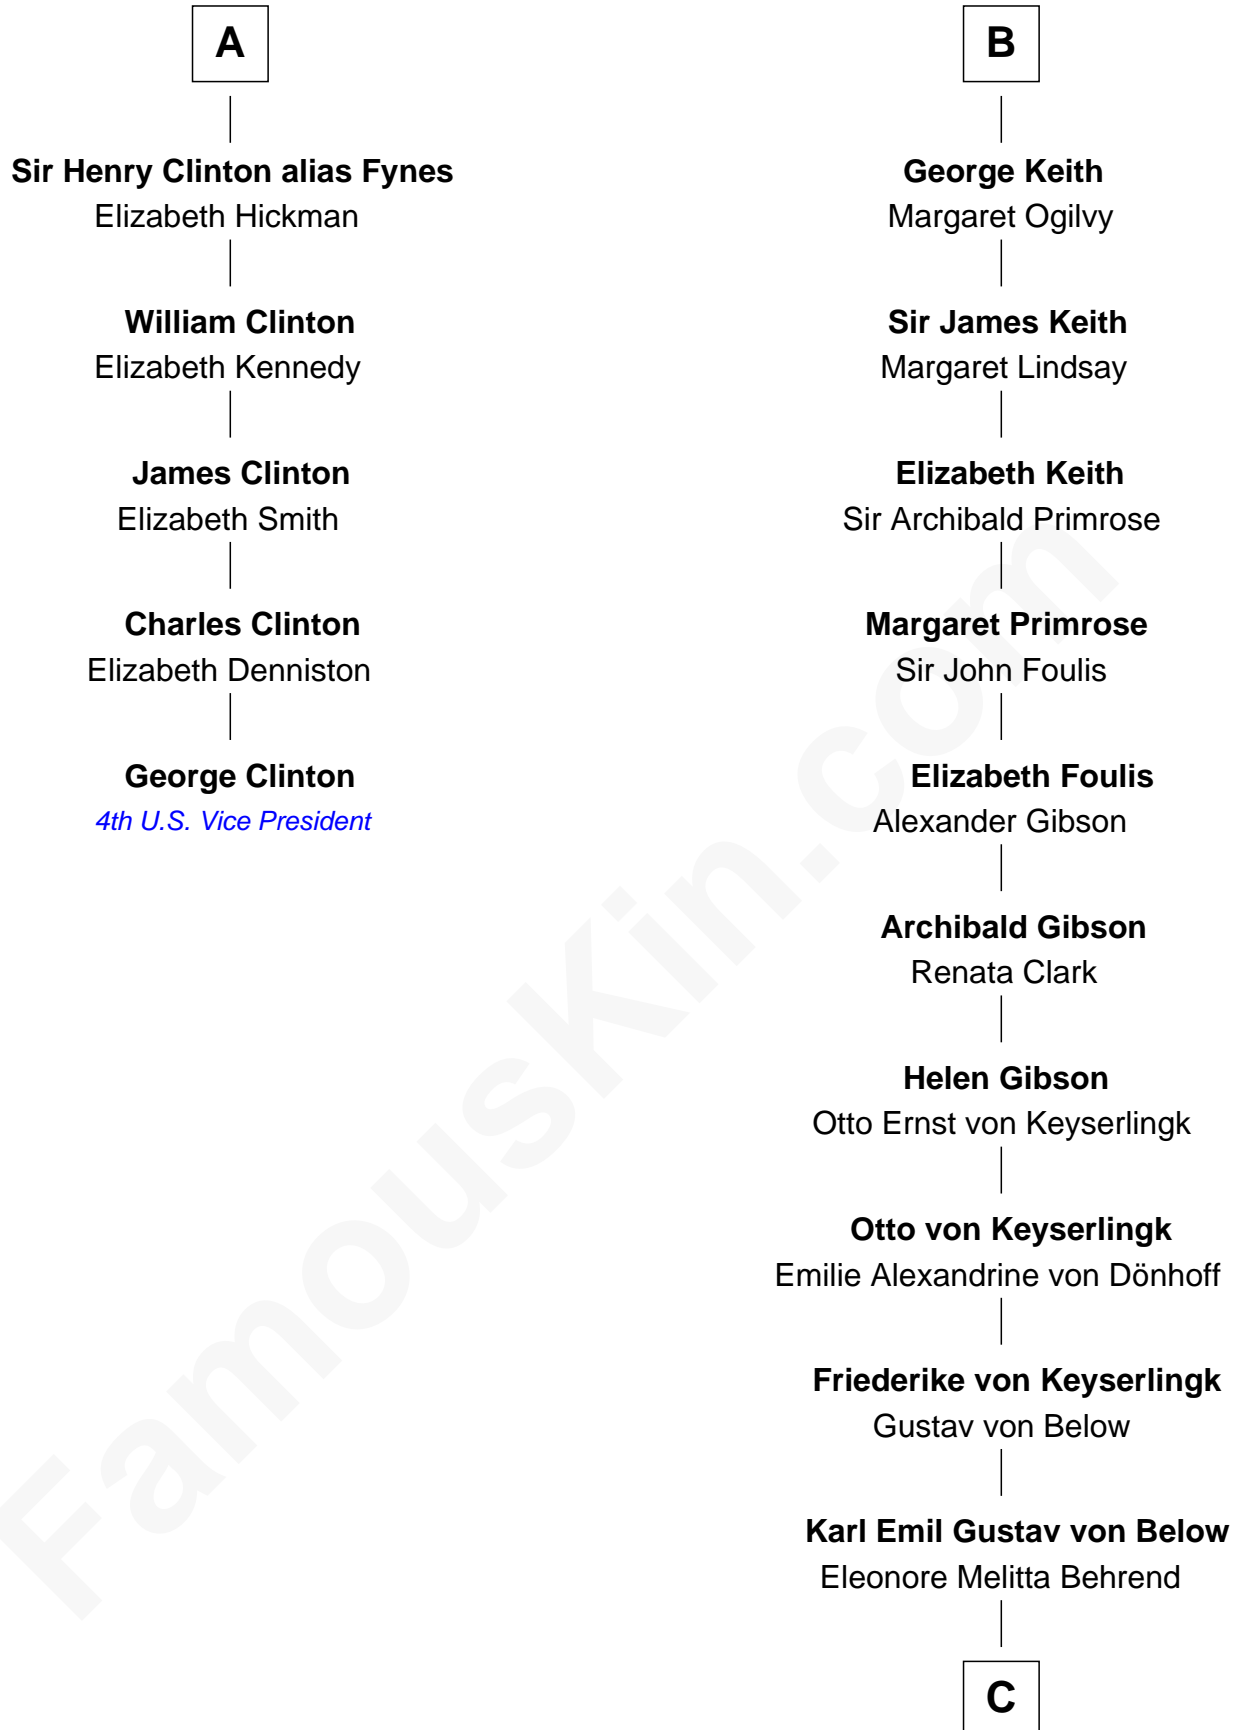 A
Sir Henry Clinton alias Fynes
Elizabeth Hickman
William Clinton
Elizabeth Kennedy
James Clinton
Elizabeth Smith
Charles Clinton
Elizabeth Denniston
George Clinton
4th U.S. Vice President
B
George Keith
Margaret Ogilvy
Sir James Keith
Margaret Lindsay
Elizabeth Keith
Sir Archibald Primrose
Margaret Primrose
Sir John Foulis
Elizabeth Foulis
Alexander Gibson
Archibald Gibson
Renata Clark
Helen Gibson
Otto Ernst von Keyserlingk
Otto von Keyserlingk
Emilie Alexandrine von Dönhoff
Friederike von Keyserlingk
Gustav von Below
Karl Emil Gustav von Below
Eleonore Melitta Behrend
C
FamousKin.com